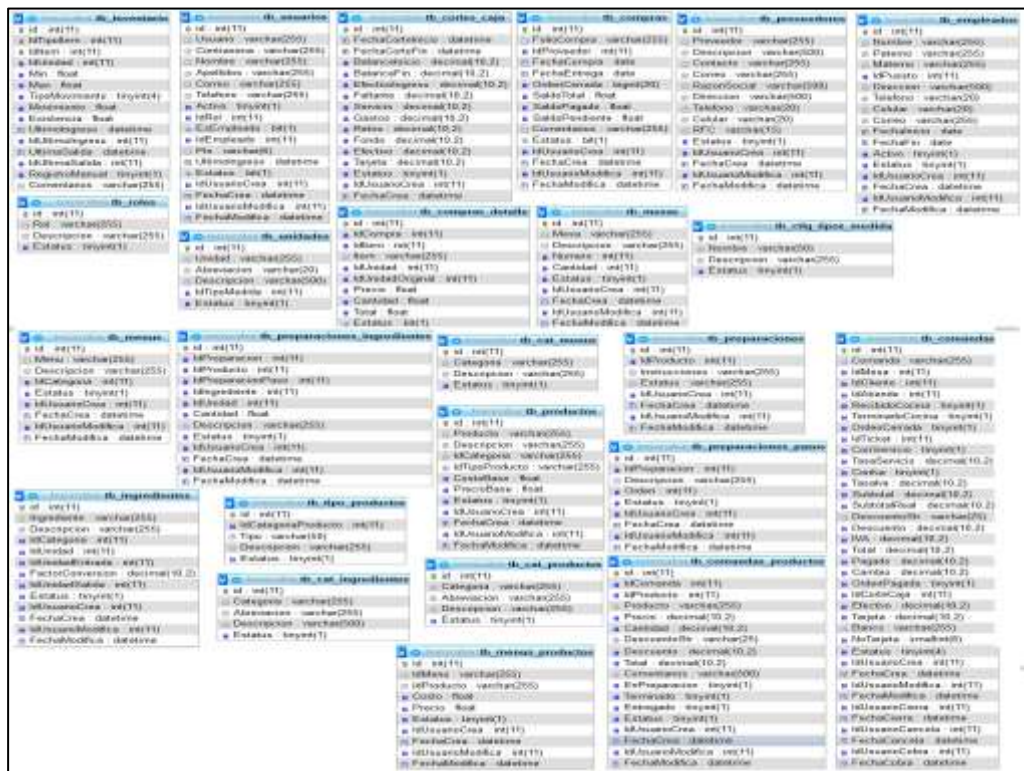 tb_inventario
id int(11)
IdTipoItem int(11)
IdItem int(11)
IdUnidad int(11)
Min float
Max float
TipoMovimiento tinyint(4)
Movimiento float
Existencia float
UltimoIngreso datetime
IdUltimoIngreso int(11)
UltimaSalida datetime
IdUltimaSalida int(11)
RegistroManual tinyint(1)
Comentarios varchar(255)
tb_usuarios
id int(11)
Usuario varchar(255)
Contrasena varchar(255)
Nombre varchar(255)
Apellidos varchar(255)
Correo varchar(255)
Telefono varchar(255)
Activo tinyint(1)
IdRol int(11)
EsEmpleado bit(1)
IdEmpleado int(11)
UltimoIngreso datetime
Estatus bit(1)
IdUsuarioCrea int(11)
FechaCrea datetime
IdUsuarioModifica int(11)
FechaModifica datetime
tb_cortes_caja
id int(11)
FechaCorteInicio datetime
FechaCorteFin datetime
BalanceInicio decimal(10,2)
BalanceFin decimal(10,2)
EfectivoIngreso decimal(10,2)
Faltante decimal(10,2)
Servicio decimal(10,2)
Gastos decimal(10,2)
Retiro decimal(10,2)
Fondo decimal(10,2)
Efectivo decimal(10,2)
Tarjeta decimal(10,2)
Estatus tinyint(1)
IdUsuarioCrea int(11)
FechaCrea datetime
tb_compras
id int(11)
FolioCompra varchar(255)
IdProveedor int(11)
FechaCompra date
FechaEntrega date
OrdenCerrada bigint(20)
SaldoTotal float
SaldoPagado float
SaldoPendiente float
Comentarios varchar(255)
Estatus bit(1)
IdUsuarioCrea int(11)
FechaCrea datetime
IdUsuarioModifica int(11)
FechaModifica datetime
tb_proveedores
id int(11)
Proveedor varchar(255)
Descripcion varchar(500)
Contacto varchar(255)
Correo varchar(255)
RazonSocial varchar(500)
Direccion varchar(500)
Telefono varchar(20)
Celular varchar(20)
RFC varchar(15)
Estatus tinyint(1)
IdUsuarioCrea int(11)
FechaCrea datetime
IdUsuarioModifica int(11)
FechaModifica datetime
tb_empleados
id int(11)
Nombre varchar(255)
Paterno varchar(255)
Materno varchar(255)
IdPuesto int(11)
Direccion varchar(500)
Telefono varchar(20)
Celular varchar(20)
Correo varchar(255)
FechaInicio date
FechaFin date
Activo tinyint(1)
Estatus tinyint(1)
IdUsuarioCrea int(11)
FechaCrea datetime
IdUsuarioModifica int(11)
FechaModifica datetime
tb_roles
id int(11)
Rol varchar(255)
Descripcion varchar(255)
Estatus tinyint(1)
tb_unidades
id int(11)
Unidad varchar(255)
Abreviacion varchar(20)
Descripcion varchar(500)
IdTipoMedida int(11)
Estatus tinyint(1)
tb_compras_detalle
id int(11)
IdCompra int(11)
IdItem int(11)
Item varchar(255)
IdUnidad int(11)
IdUnidadOriginal int(11)
Precio float
Cantidad float
Total float
Estatus bit(1)
tb_mesas
id int(11)
Mesa varchar(255)
Descripcion varchar(255)
Numero int(11)
Cantidad int(11)
Estatus tinyint(1)
IdUsuarioCrea int(11)
FechaCrea datetime
IdUsuarioModifica int(11)
FechaModifica datetime
tb_cfg_tipos_medida
id int(11)
Nombre varchar(50)
Descripcion varchar(255)
Estatus tinyint(1)
tb_menus
id int(11)
Menu varchar(255)
Descripcion varchar(255)
IdCategoria int(11)
Estatus tinyint(1)
IdUsuarioCrea int(11)
FechaCrea datetime
IdUsuarioModifica int(11)
FechaModifica datetime
tb_preparaciones_ingredientes
id int(11)
IdPreparacion int(11)
IdProducto int(11)
IdPreparacionPaso int(11)
IdIngrediente int(11)
IdUnidad int(11)
Cantidad float
Descripcion varchar(255)
Estatus tinyint(1)
IdUsuarioCrea int(11)
FechaCrea datetime
IdUsuarioModifica int(11)
FechaModifica datetime
tb_cat_menus
id int(11)
Categoria varchar(255)
Descripcion varchar(255)
Estatus tinyint(1)
tb_preparaciones
id int(11)
IdProducto int(11)
Instrucciones varchar(255)
Estatus varchar(255)
IdUsuarioCrea int(11)
FechaCrea datetime
IdUsuarioModifica int(11)
FechaModifica datetime
tb_comandas
id int(11)
Comanda varchar(255)
IdMesa int(11)
IdCliente int(11)
IdAtiende int(11)
RecibidoCocina tinyint(1)
TerminadoCocina tinyint(1)
OrdenCerrada tinyint(1)
IdTicket int(11)
Comentarios tinyint(1)
TasaServicio decimal(10,2)
TasaIva decimal(10,2)
Subtotal decimal(10,2)
SubtotalReal decimal(10,2)
DescuentoStr varchar(25)
Descuento decimal(10,2)
IVA decimal(10,2)
Total decimal(10,2)
Pagado decimal(10,2)
Cambio decimal(10,2)
OrdenPagada tinyint(1)
IdCorteCaja int(11)
Efectivo decimal(10,2)
Tarjeta decimal(10,2)
Banco varchar(255)
NoTarjeta smallint(6)
Estatus tinyint(4)
IdUsuarioCrea int(11)
FechaCrea datetime
IdUsuarioModifica int(11)
FechaModifica datetime
IdUsuarioCierra int(11)
FechaCierra datetime
IdUsuarioCancela int(11)
FechaCancela datetime
IdUsuarioCobra int(11)
FechaCobra datetime
tb_productos
id int(11)
Producto varchar(255)
Descripcion varchar(255)
IdCategoria varchar(255)
IdTipoProducto int(11)
CostoBase float
PrecioBase float
Estatus tinyint(1)
IdUsuarioCrea int(11)
FechaCrea datetime
IdUsuarioModifica int(11)
FechaModifica datetime
tb_preparaciones_pasos
id int(11)
IdPreparacion int(11)
Descripcion varchar(255)
Orden int(11)
Estatus tinyint(1)
IdUsuarioCrea int(11)
FechaCrea datetime
IdUsuarioModifica int(11)
FechaModifica datetime
tb_ingredientes
id int(11)
Ingrediente varchar(255)
Descripcion varchar(255)
IdCategoria int(11)
IdUnidad int(11)
IdUnidadEntrada int(11)
FactorConversion decimal(10,2)
IdUnidadSalida int(11)
Estatus tinyint(1)
IdUsuarioCrea int(11)
FechaCrea datetime
IdUsuarioModifica int(11)
FechaModifica datetime
tb_tipo_productos
id int(11)
IdCategoriaProducto int(11)
Tipo varchar(50)
Descripcion varchar(255)
Estatus tinyint(1)
tb_cat_ingredientes
id int(11)
Categoria varchar(255)
Abreviacion varchar(255)
Descripcion varchar(500)
Estatus tinyint(1)
tb_cat_productos
id int(11)
Categoria varchar(255)
Abreviacion varchar(255)
Descripcion varchar(255)
Estatus tinyint(1)
tb_comandas_productos
id int(11)
IdComanda int(11)
IdProducto int(11)
Producto varchar(255)
Precio decimal(10,2)
Cantidad decimal(10,2)
DescuentoStr varchar(25)
Descuento decimal(10,2)
Total decimal(10,2)
Comentarios varchar(500)
EnPreparacion tinyint(1)
Terminado tinyint(1)
Entregado tinyint(1)
Estatus tinyint(1)
IdUsuarioCrea int(11)
FechaCrea datetime
IdUsuarioModifica int(11)
FechaModifica datetime
tb_menus_productos
id int(11)
IdMenu varchar(255)
IdProducto varchar(255)
Costo float
Precio float
Estatus tinyint(1)
IdUsuarioCrea int(11)
FechaCrea datetime
IdUsuarioModifica int(11)
FechaModifica datetime